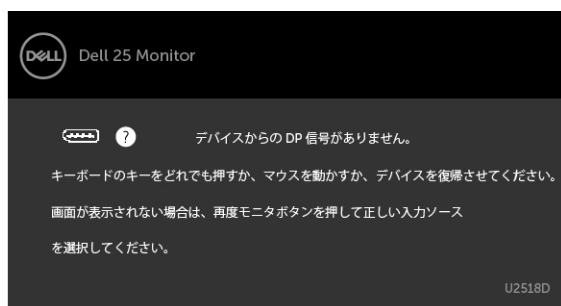 DELL Dell 25 Monitor
? デバイスからの DP 信号がありません。
キーボードのキーをどれでも押すか、マウスを動かすか、デバイスを復帰させてください。
画面が表示されない場合は、再度モニタボタンを押して正しい入力ソース
を選択してください。
U2518D